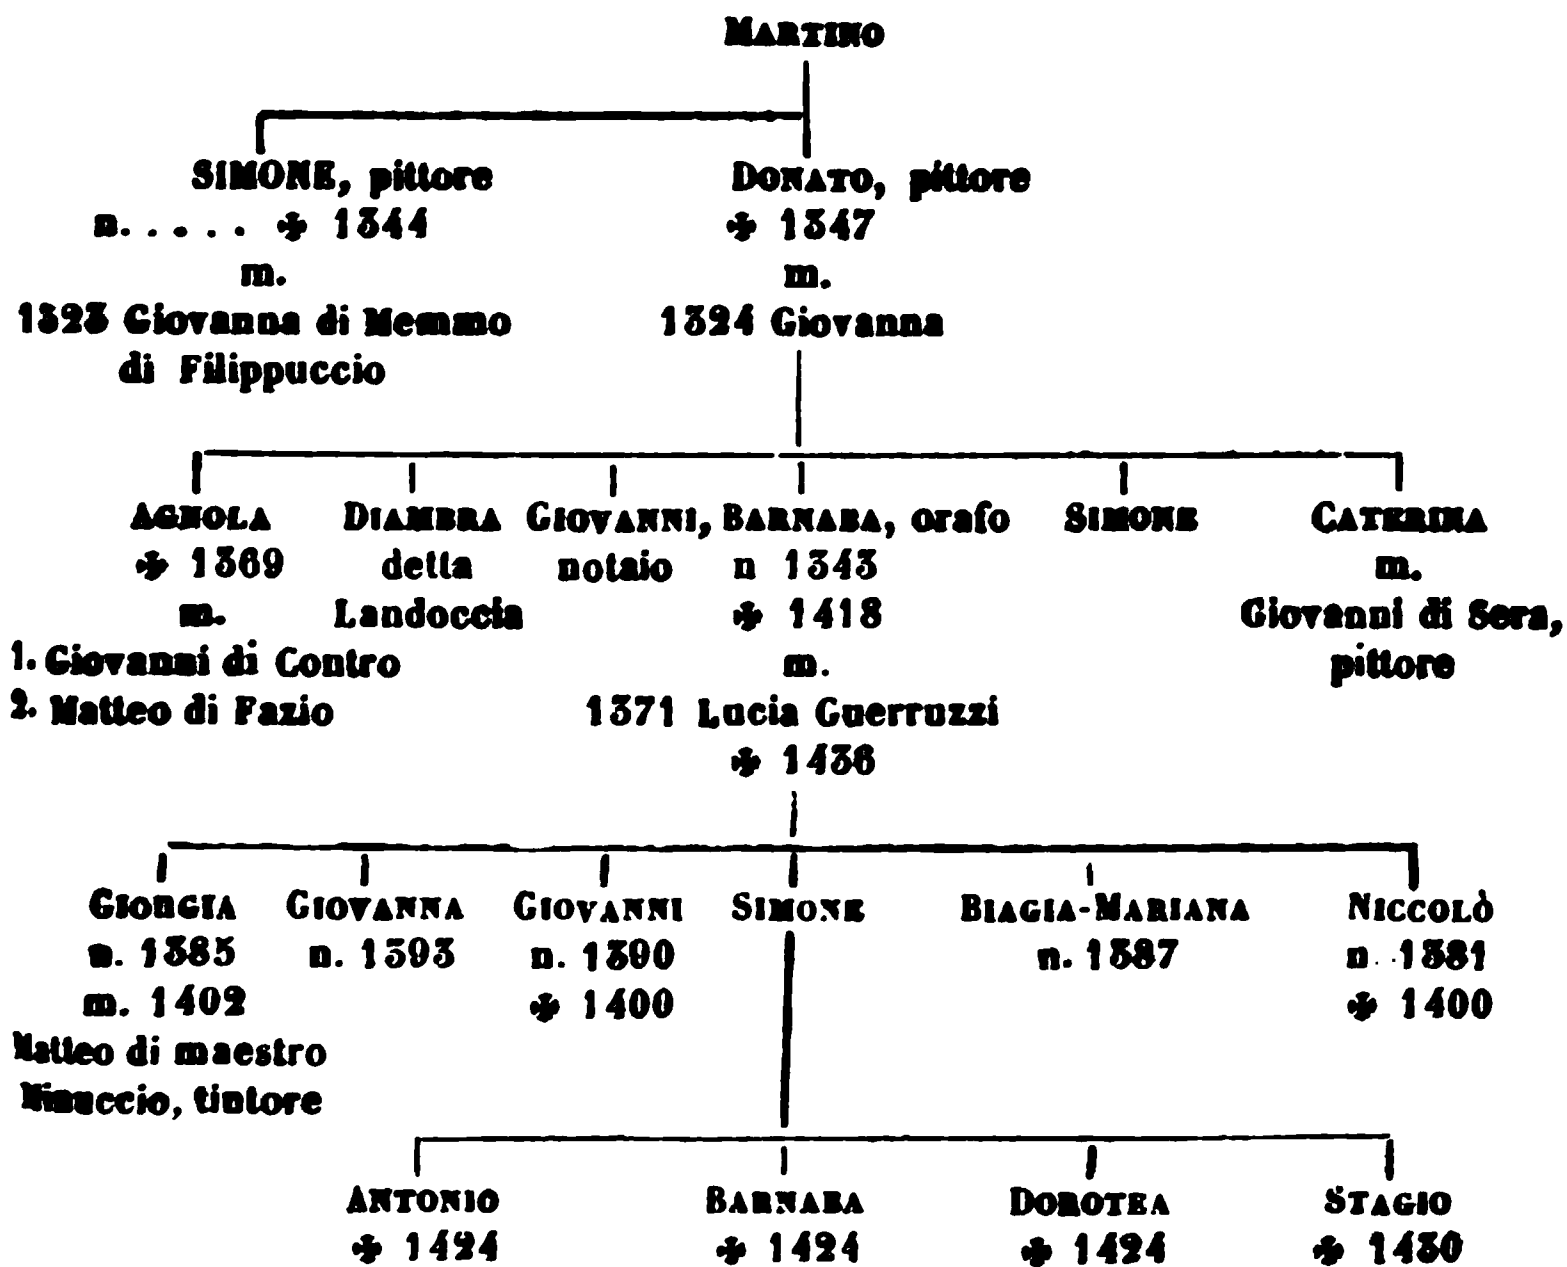 MARTINO
SIMONE, pittore
n. . . . . ✠ 1344
m.
1323 Giovanna di Memmo
di Filippuccio
DONATO, pittore
✠ 1347
m.
1324 Giovanna
AGNOLA
✠ 1369
m.
1. Giovanni di Contro
2. Matteo di Fazio
DIAMBRA
detta
Landoccia
GIOVANNI,
notaio
BARNABA, orafo
n 1343
✠ 1418
m.
1371 Lucia Guerruzzi
✠ 1436
SIMONE
CATERINA
m.
Giovanni di Sera,
pittore
GIORGIA
n. 1385
m. 1402
Matteo di maestro
Minuccio, tintore
GIOVANNA
n. 1393
GIOVANNI
n. 1390
✠ 1400
SIMONE
BIAGIA-MARIANA
n. 1387
NICCOLÒ
n. 1381
✠ 1400
ANTONIO
✠ 1424
BARNABA
✠ 1424
DOROTEA
✠ 1424
STAGIO
✠ 1430